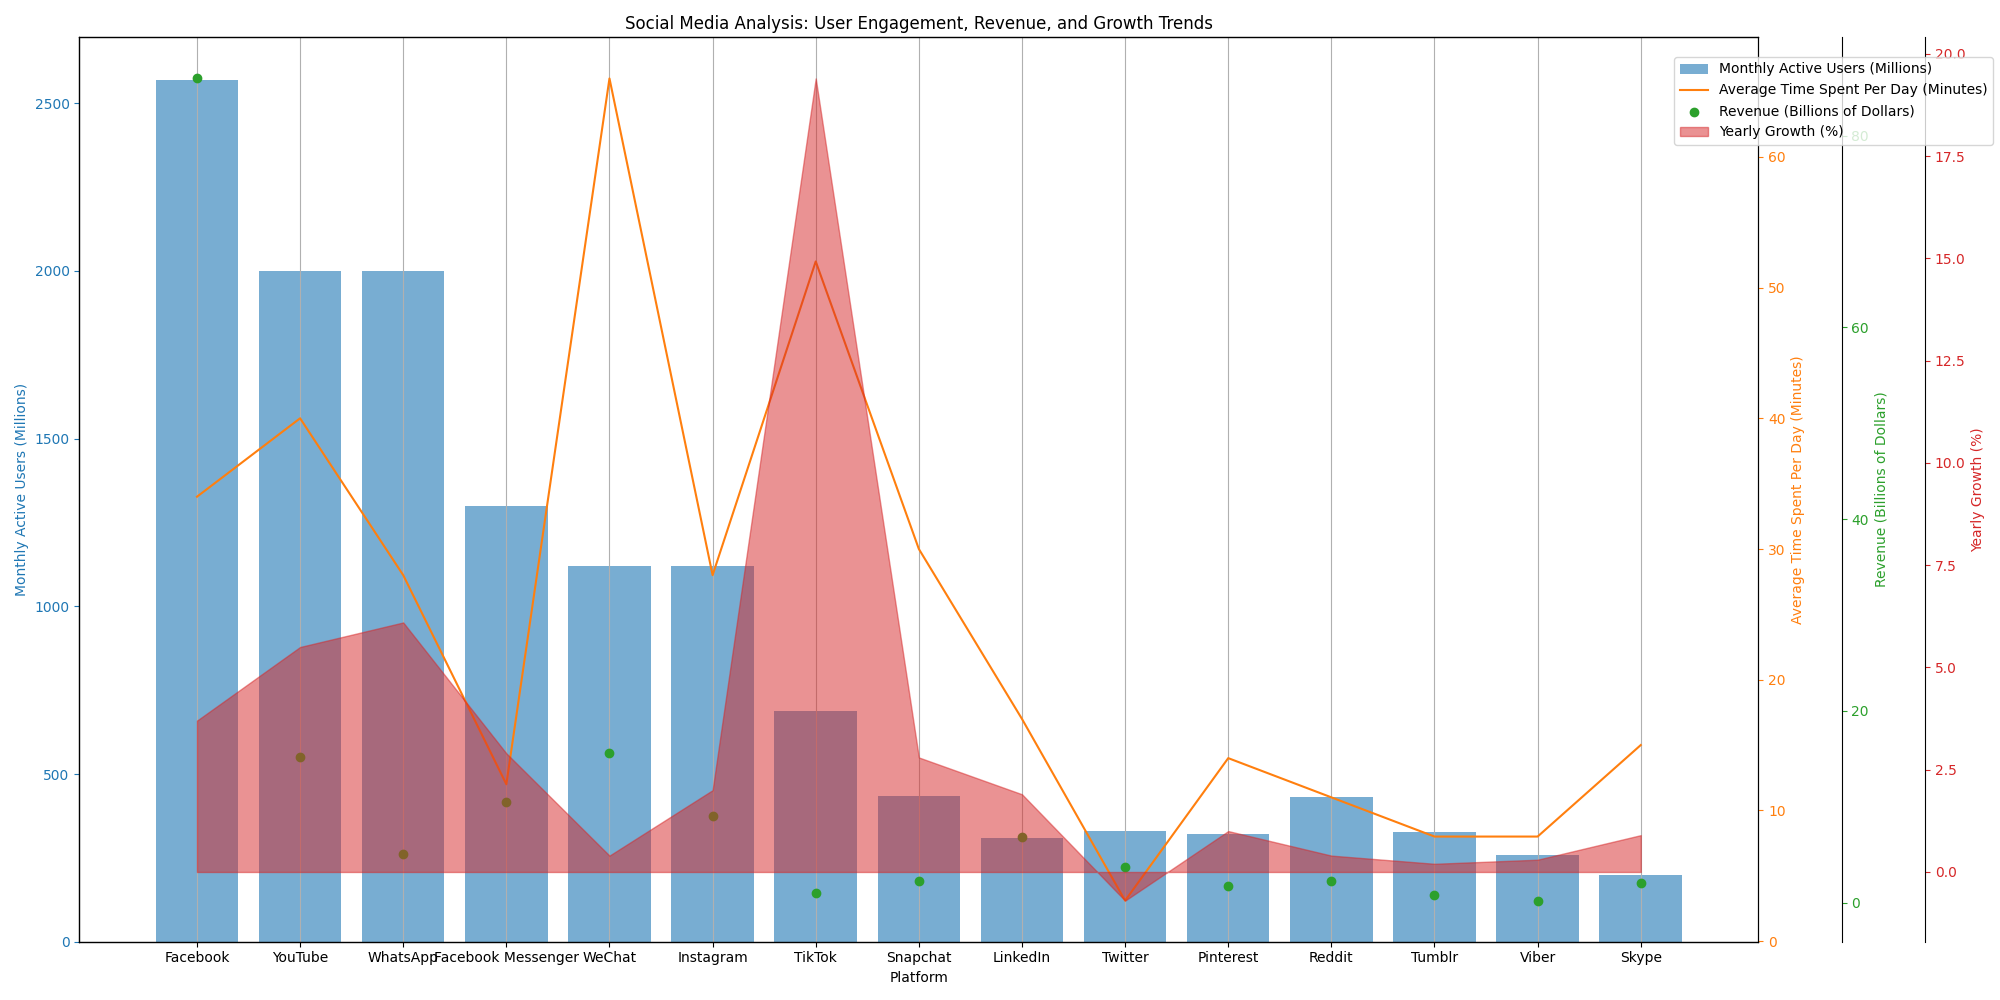 Social Media Analysis: User Engagement, Revenue, and Growth Trends
Monthly Active Users (Millions)
Average Time Spent Per Day (Minutes)
Revenue (Billions of Dollars)
Yearly Growth (%)
Monthly Active Users (Millions)
2500
2000
1500
1000
500
0
Facebook
YouTube
WhatsApp
Facebook Messenger
WeChat
Instagram
TikTok
Snapchat
LinkedIn
Twitter
Pinterest
Reddit
Tumblr
Viber
Skype
Platform
60
50
40
30
20
10
0
Average Time Spent Per Day (Minutes)
80
60
40
20
0
Revenue (Billions of Dollars)
20.0
17.5
15.0
12.5
10.0
7.5
5.0
2.5
0.0
Yearly Growth (%)